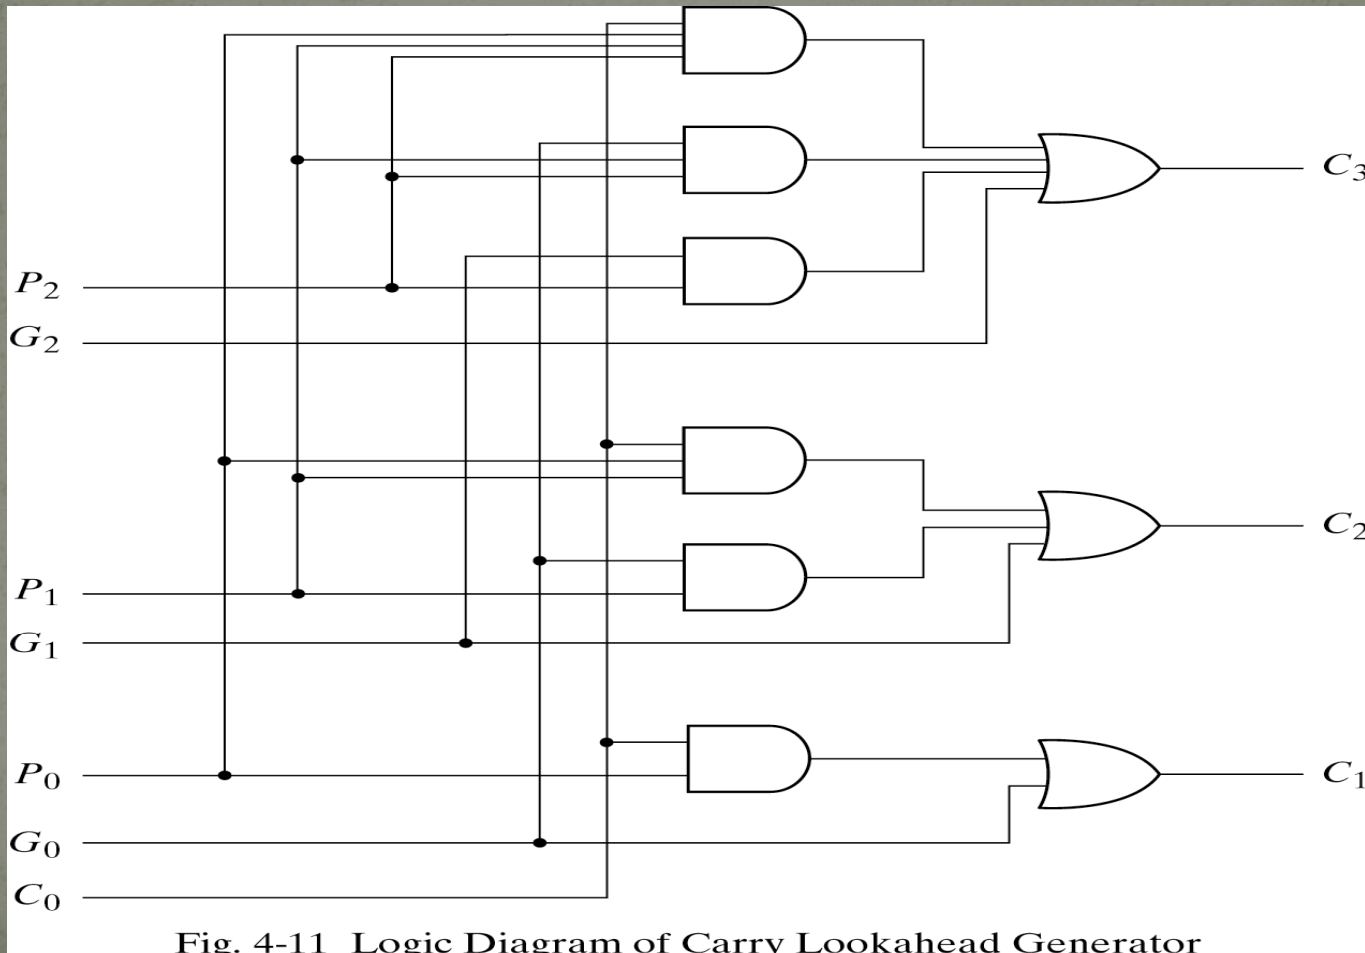 C3
P2
G2
C2
P1
G1
P0
C1
G0
C0
Fig. 4-11 Logic Diagram of Carry Lookahead Generator